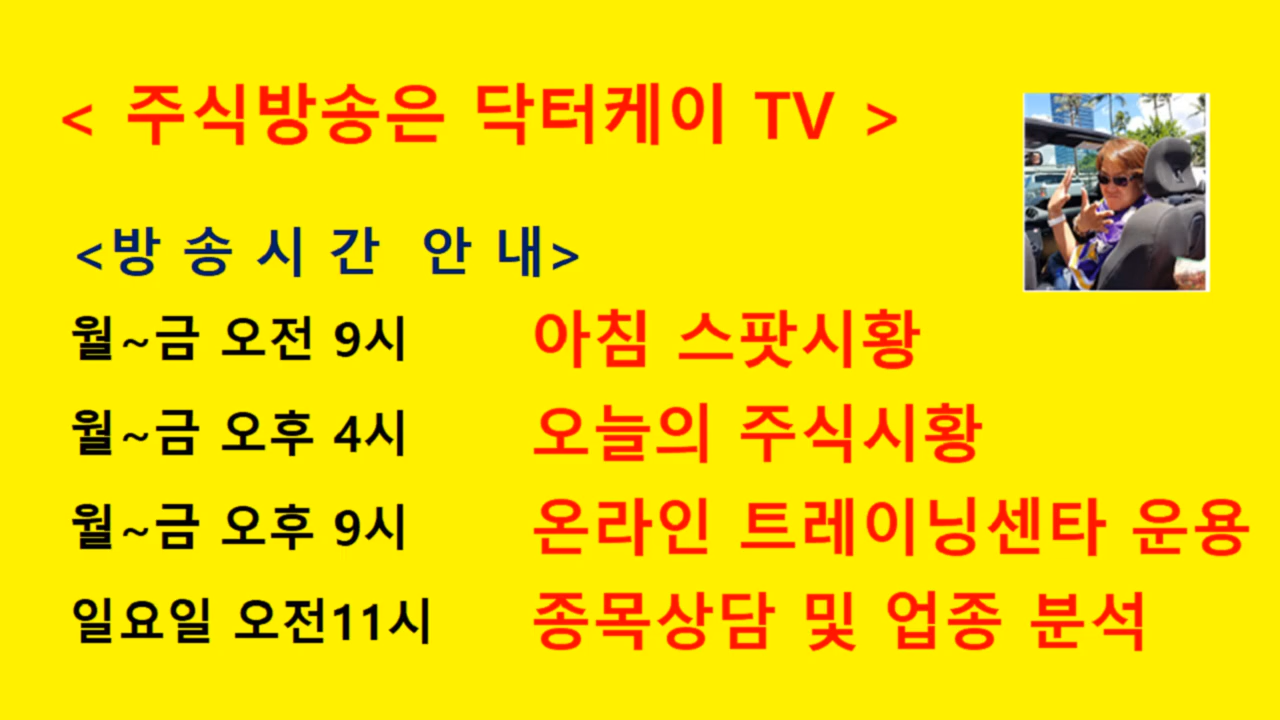 < 주식방송은 닥터케이 TV >
<방 송 시 간 안 내>
월~금 오전 9시 아침 스팟시황
월~금 오후 4시 오늘의 주식시황
월~금 오후 9시 온라인 트레이닝센타 운용
일요일 오전11시 종목상담 및 업종 분석